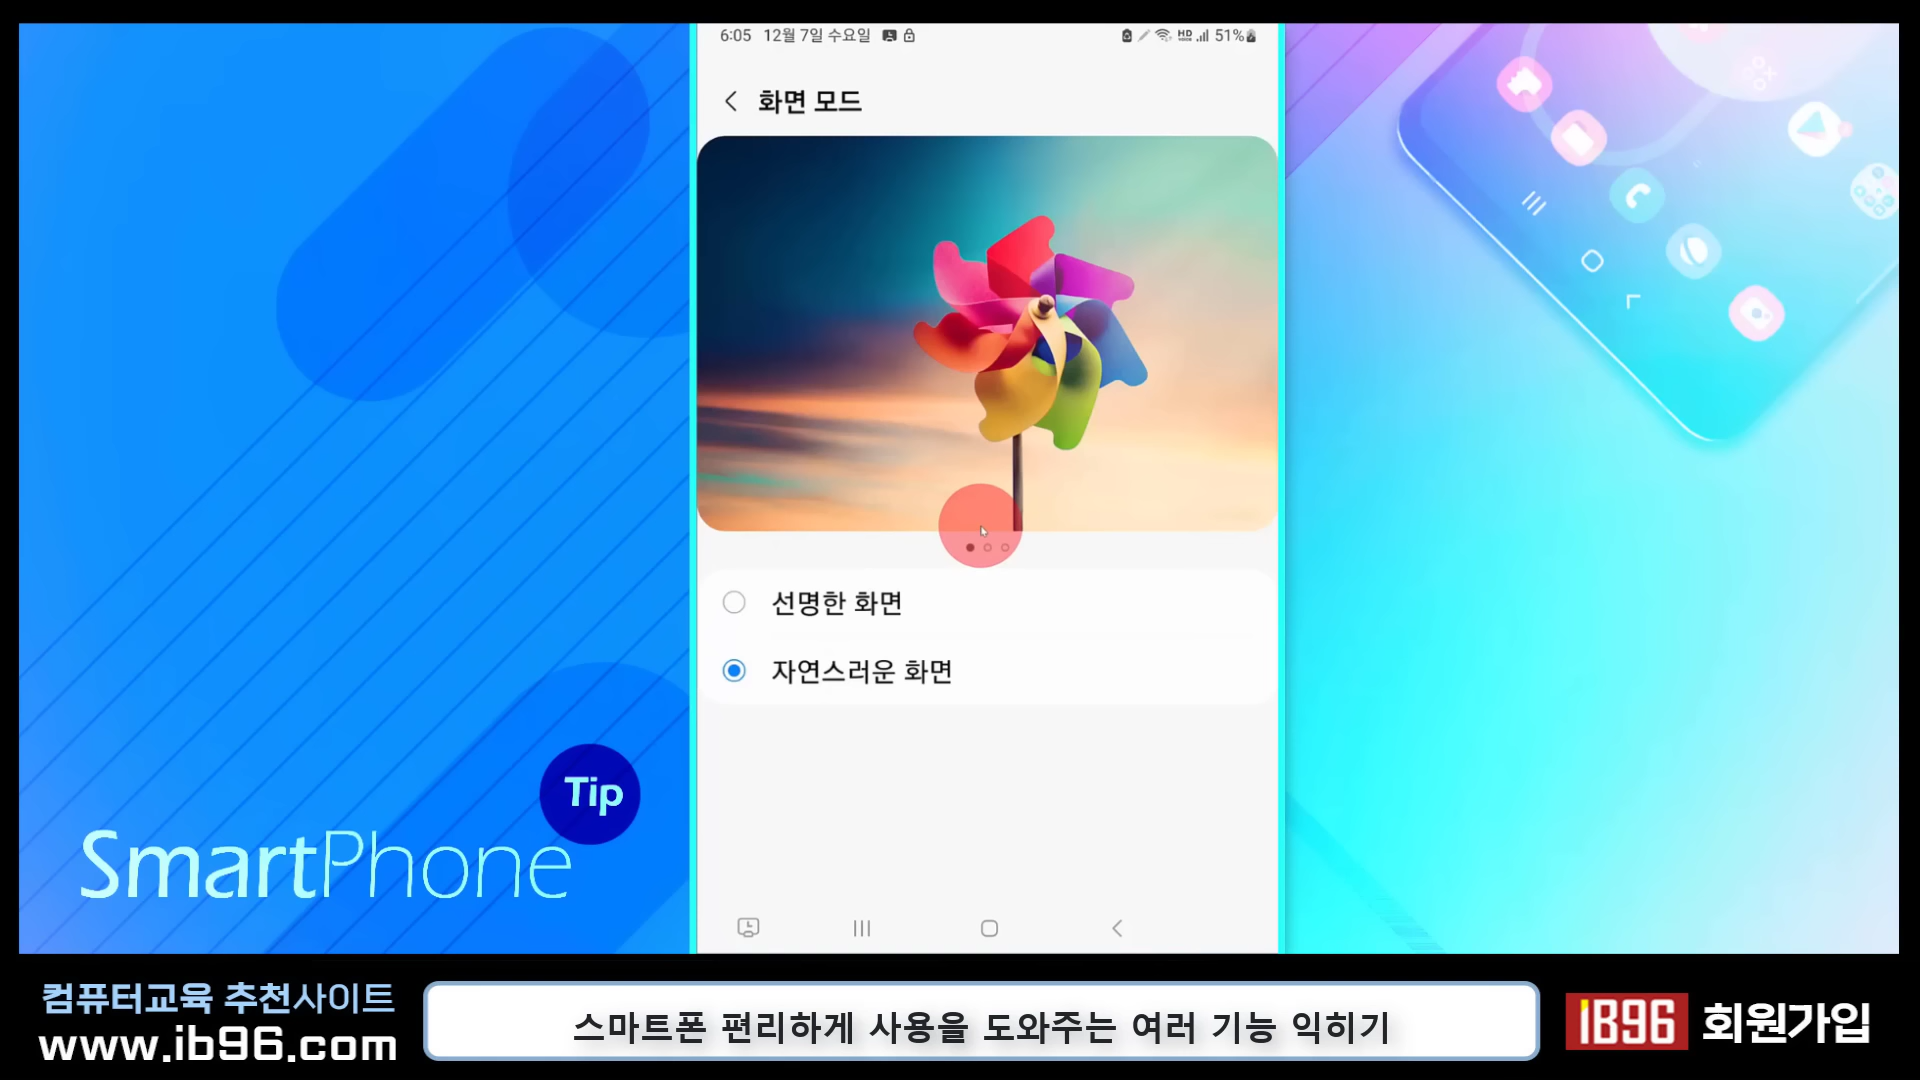 6:05 12월 7일 수요일
51%
화면 모드
선명한 화면
자연스러운 화면
Tip
SmartPhone
컴퓨터교육 추천사이트
www.ib96.com
스마트폰 편리하게 사용을 도와주는 여러 기능 익히기
IB96 회원가입